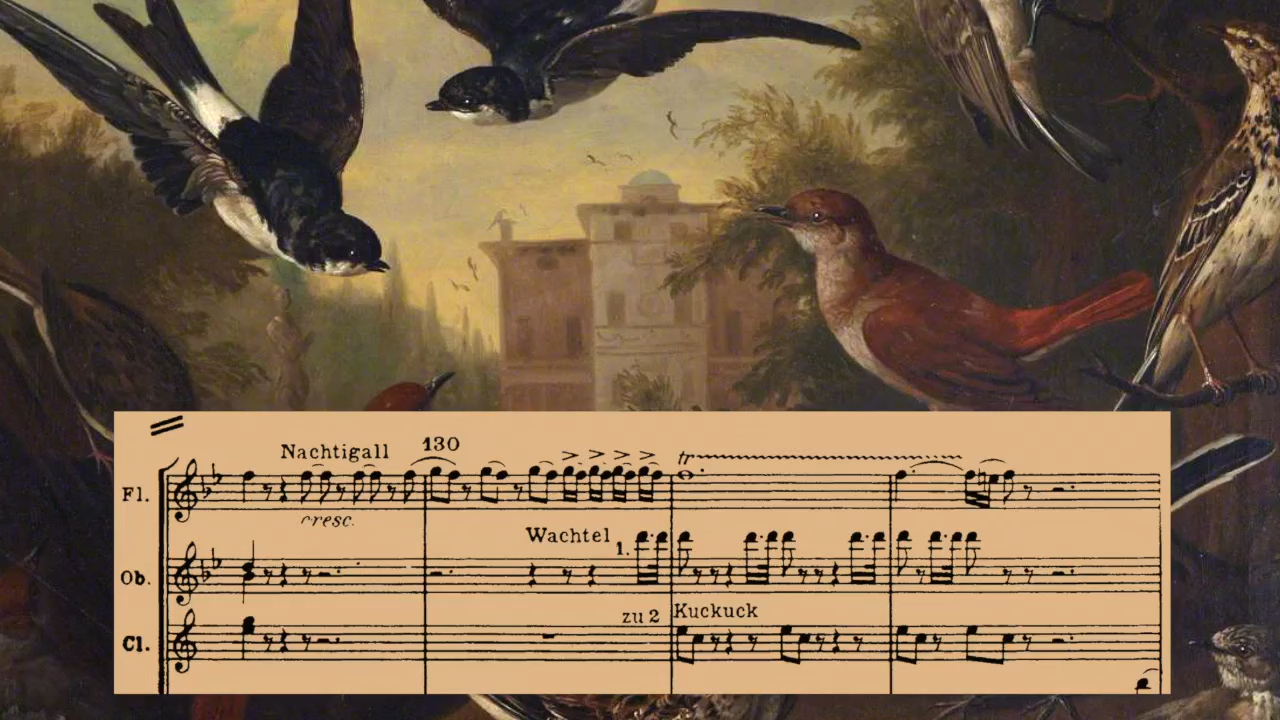 Nachtigall 130
tr
Fl.
cresc.
Wachtel
1.
Ob.
zu 2 Kuckuck
Cl.